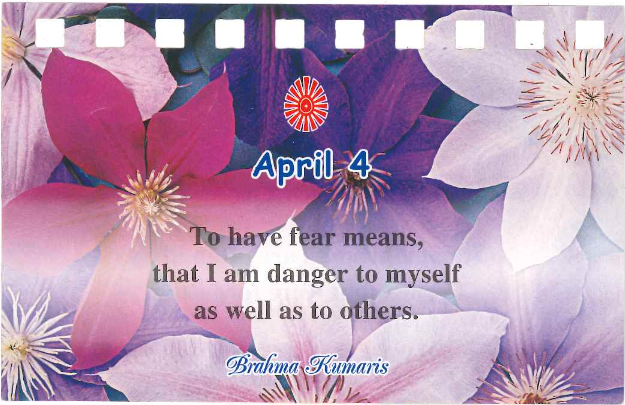 April 4
To have fear means,
that I am danger to myself
as well as to others.
Brahma Kumaris